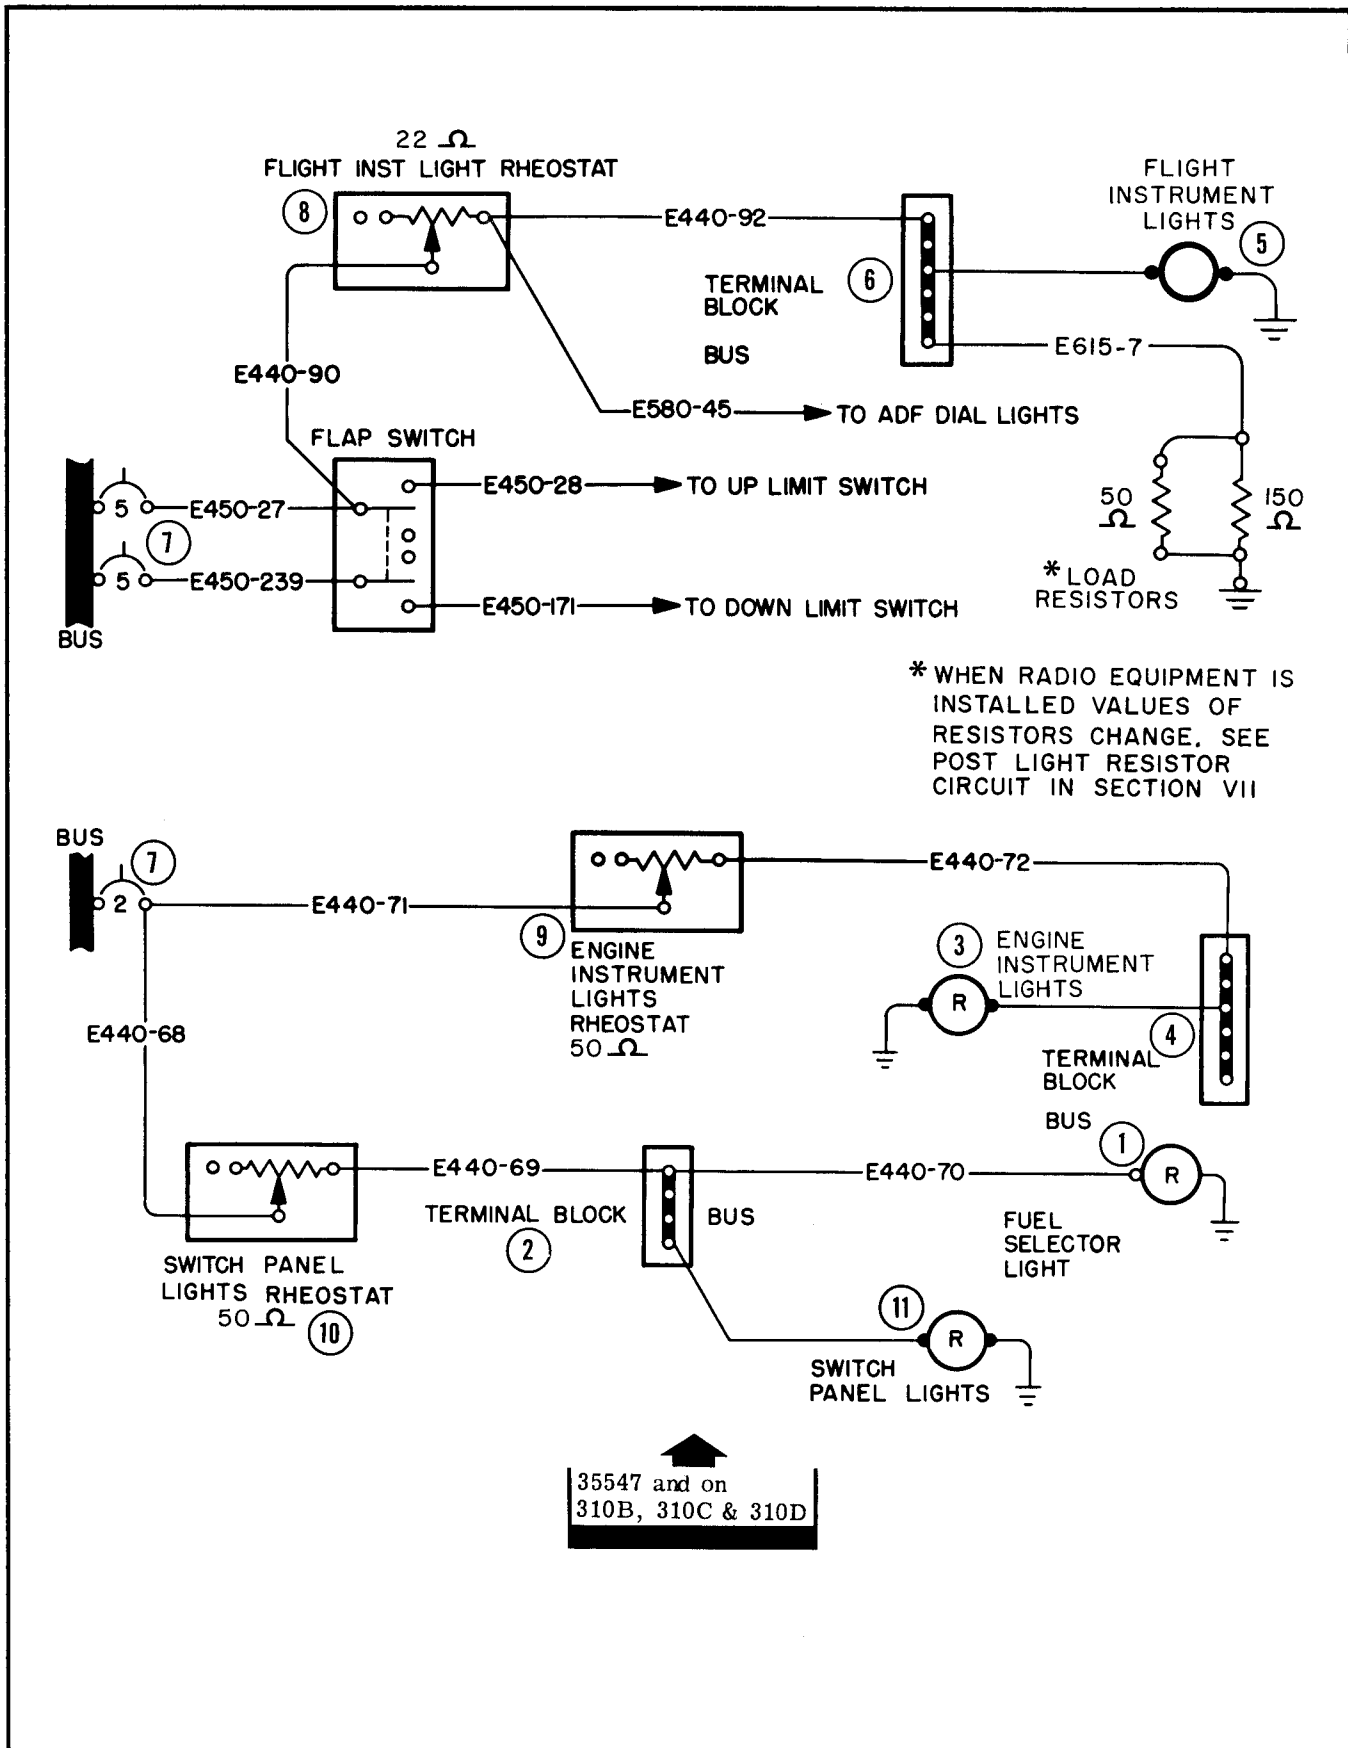 22 Ω
FLIGHT INST LIGHT RHEOSTAT
8
E440-92
FLIGHT
INSTRUMENT
LIGHTS
5
6
TERMINAL
BLOCK
BUS
E615-7
E440-90
E580-45
TO ADF DIAL LIGHTS
FLAP SWITCH
E450-28
TO UP LIMIT SWITCH
5
E450-27
7
5
E450-239
E450-171
TO DOWN LIMIT SWITCH
BUS
50
Ω
150
Ω
* LOAD
RESISTORS
* WHEN RADIO EQUIPMENT IS
INSTALLED VALUES OF
RESISTORS CHANGE. SEE
POST LIGHT RESISTOR
CIRCUIT IN SECTION VII
BUS
7
2
E440-71
E440-72
9
ENGINE
INSTRUMENT
LIGHTS
RHEOSTAT
50 Ω
3
ENGINE
INSTRUMENT
LIGHTS
R
4
TERMINAL
BLOCK
BUS
E440-68
1
E440-69
E440-70
R
TERMINAL BLOCK
2
BUS
FUEL
SELECTOR
LIGHT
SWITCH PANEL
LIGHTS RHEOSTAT
50 Ω
10
11
R
SWITCH
PANEL LIGHTS
35547 and on
310B, 310C & 310D